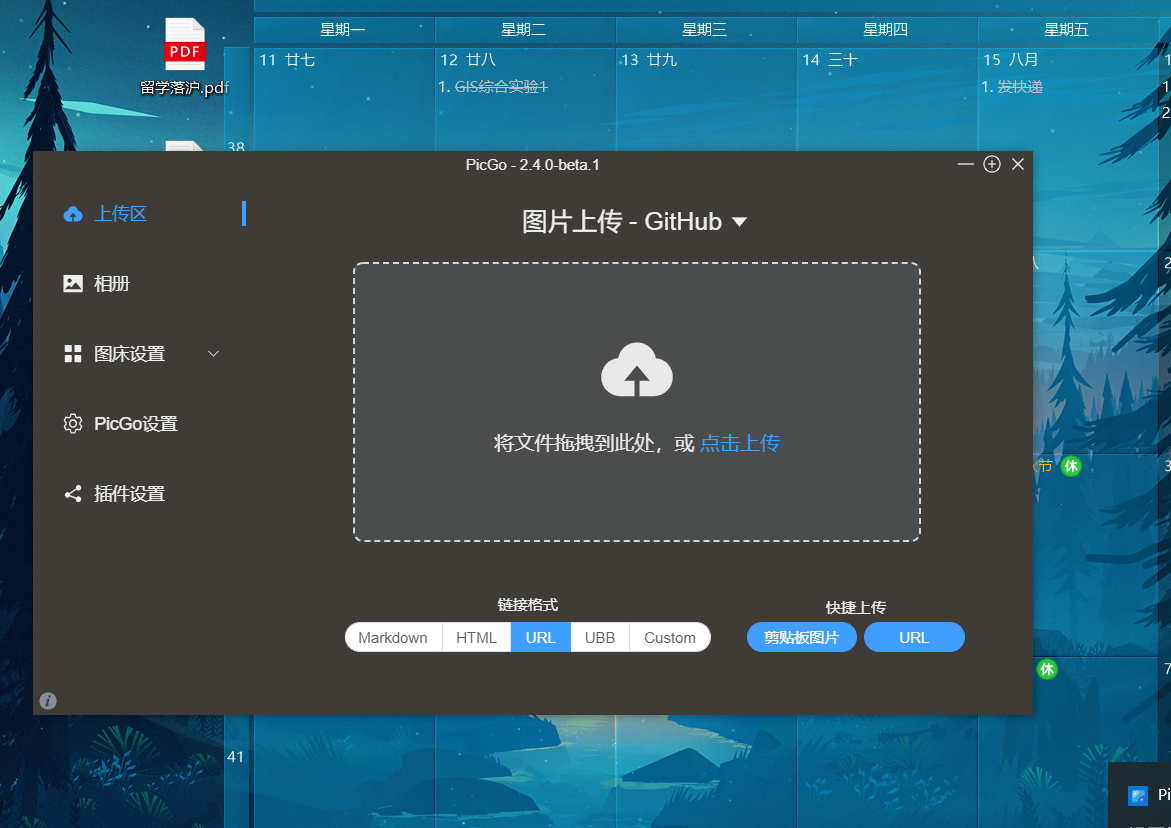 星期一 星期二 星期三 星期四 星期五
11 廿七 12 廿八 13 廿九 14 三十 15 八月
1. GIS综合实验1 1. 发快递
留学落沪.pdf
PDF
38
PicGo - 2.4.0-beta.1
上传区
图片上传 - GitHub
相册
图床设置
PicGo设置
插件设置
将文件拖拽到此处，或 点击上传
节 休
链接格式
快捷上传
Markdown HTML URL UBB Custom
剪贴板图片 URL
休
41
Pi